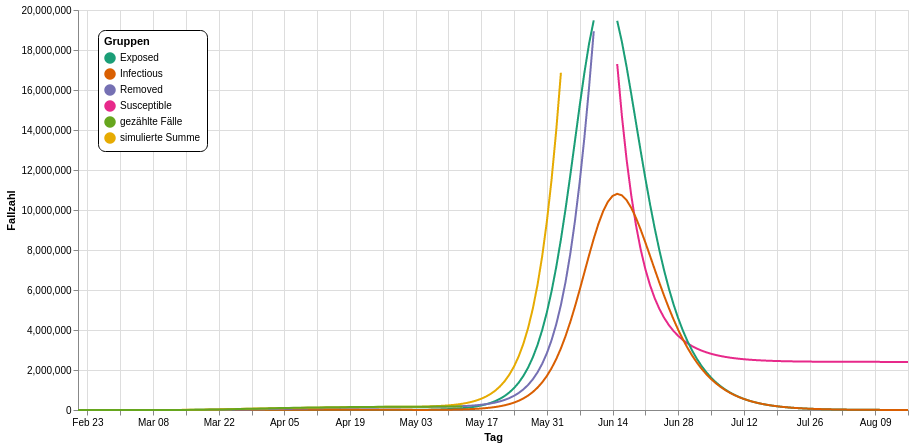 20,000,000
18,000,000
16,000,000
14,000,000
12,000,000
10,000,000
8,000,000
6,000,000
4,000,000
2,000,000
0
Fallzahl
Gruppen
Exposed
Infectious
Removed
Susceptible
gezählte Fälle
simulierte Summe
Feb 23 Mar 08 Mar 22 Apr 05 Apr 19 May 03 May 17 May 31 Jun 14 Jun 28 Jul 12 Jul 26 Aug 09
Tag